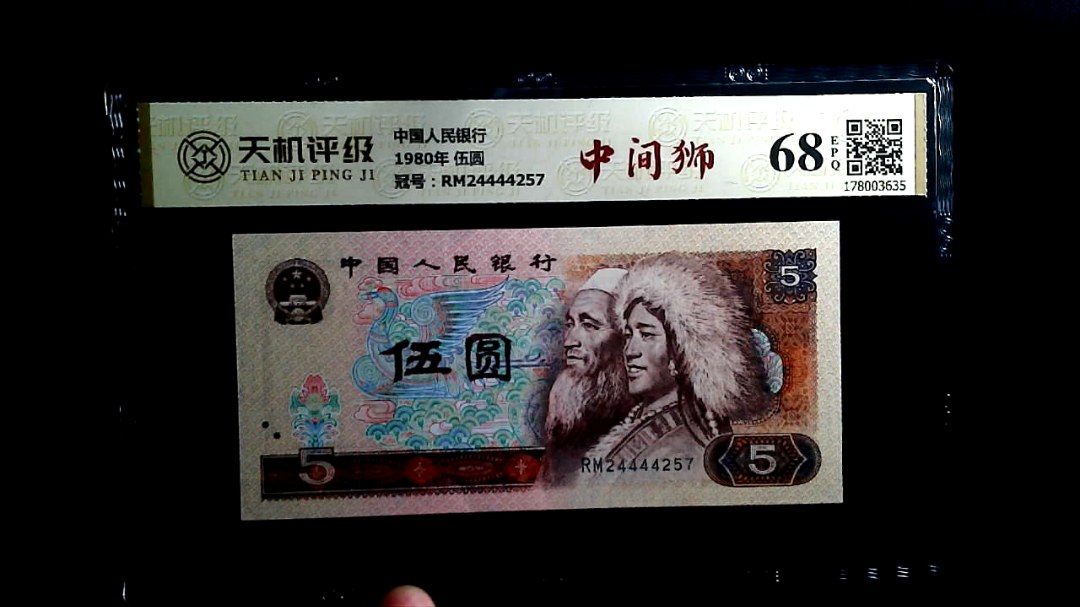 天机评级
TIAN JI PING JI
中国人民银行
1980年 伍圆
冠号：RM24444257
中间狮
68
EPQ
178003635
中国人民银行
5
伍圆
5
RM24444257
5